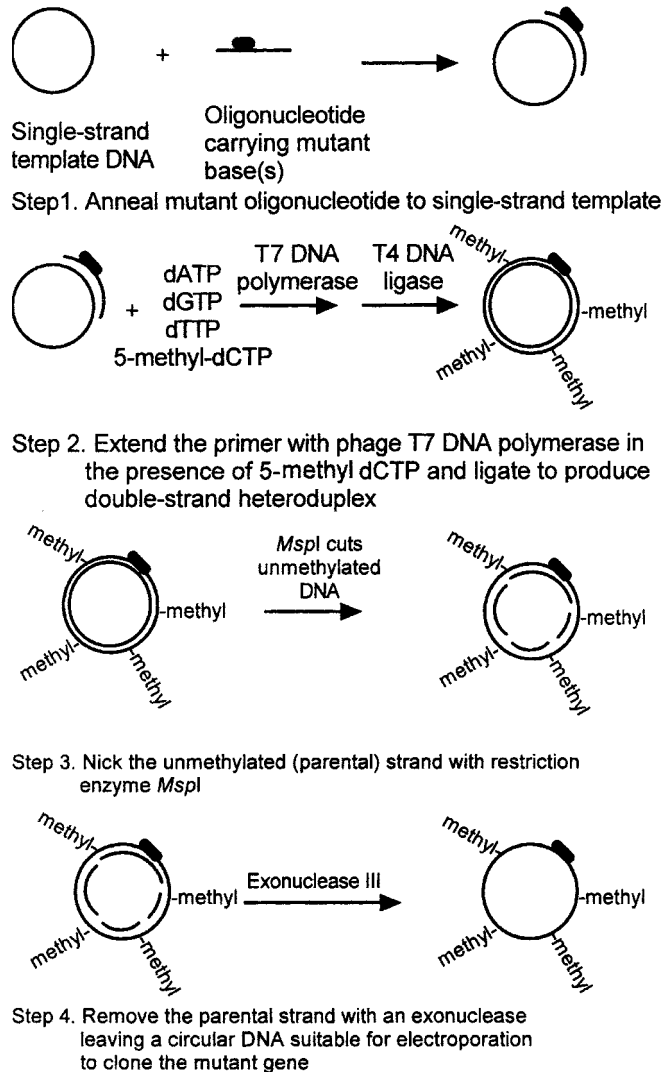 +
Single-strand
template DNA
Oligonucleotide
carrying mutant
base(s)
Step1. Anneal mutant oligonucleotide to single-strand template
+
dATP
dGTP
dTTP
5-methyl-dCTP
T7 DNA
polymerase
T4 DNA
ligase
methyl-
-methyl
methyl-
-methyl
Step 2. Extend the primer with phage T7 DNA polymerase in
the presence of 5-methyl dCTP and ligate to produce
double-strand heteroduplex
methyl-
-methyl
methyl-
-methyl
MspI cuts
unmethylated
DNA
methyl-
-methyl
methyl-
-methyl
Step 3. Nick the unmethylated (parental) strand with restriction
enzyme MspI
methyl-
-methyl
methyl-
-methyl
Exonuclease III
methyl-
-methyl
methyl-
-methyl
Step 4. Remove the parental strand with an exonuclease
leaving a circular DNA suitable for electroporation
to clone the mutant gene